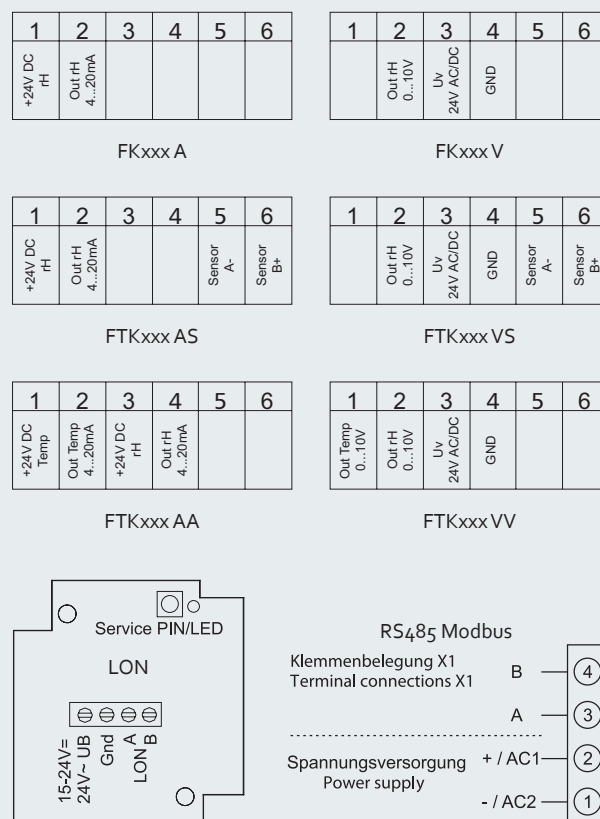 1 2 3 4 5 6
+24V DC
rH
Out rH
4...20mA
FKxxx A
1 2 3 4 5 6
Out rH
0...10V
Uv
24V AC/DC
GND
FKxxx V
1 2 3 4 5 6
+24V DC
rH
Out rH
4...20mA
Sensor
A-
Sensor
B+
FTKxxx AS
1 2 3 4 5 6
Out rH
0...10V
Uv
24V AC/DC
GND
Sensor
A-
Sensor
B+
FTKxxx VS
1 2 3 4 5 6
+24V DC
Temp
Out Temp
4...20mA
+24V DC
rH
Out rH
4...20mA
FTKxxx AA
1 2 3 4 5 6
Out Temp
0...10V
Out rH
0...10V
Uv
24V AC/DC
GND
FTKxxx VV
Service PIN/LED
LON
15-24V=
24V~ UB
Gnd
A
LON
B
RS485 Modbus
Klemmenbelegung X1
Terminal connections X1
B 4
A 3
Spannungsversorgung
Power supply
+ / AC1 2
- / AC2 1